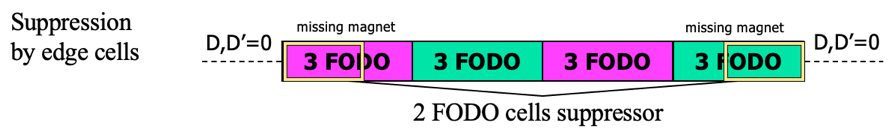 Suppression
by edge cells
missing magnet
missing magnet
D,D’=0
3 FODO
3 FODO
3 FODO
3 FODO
D,D’=0
2 FODO cells suppressor